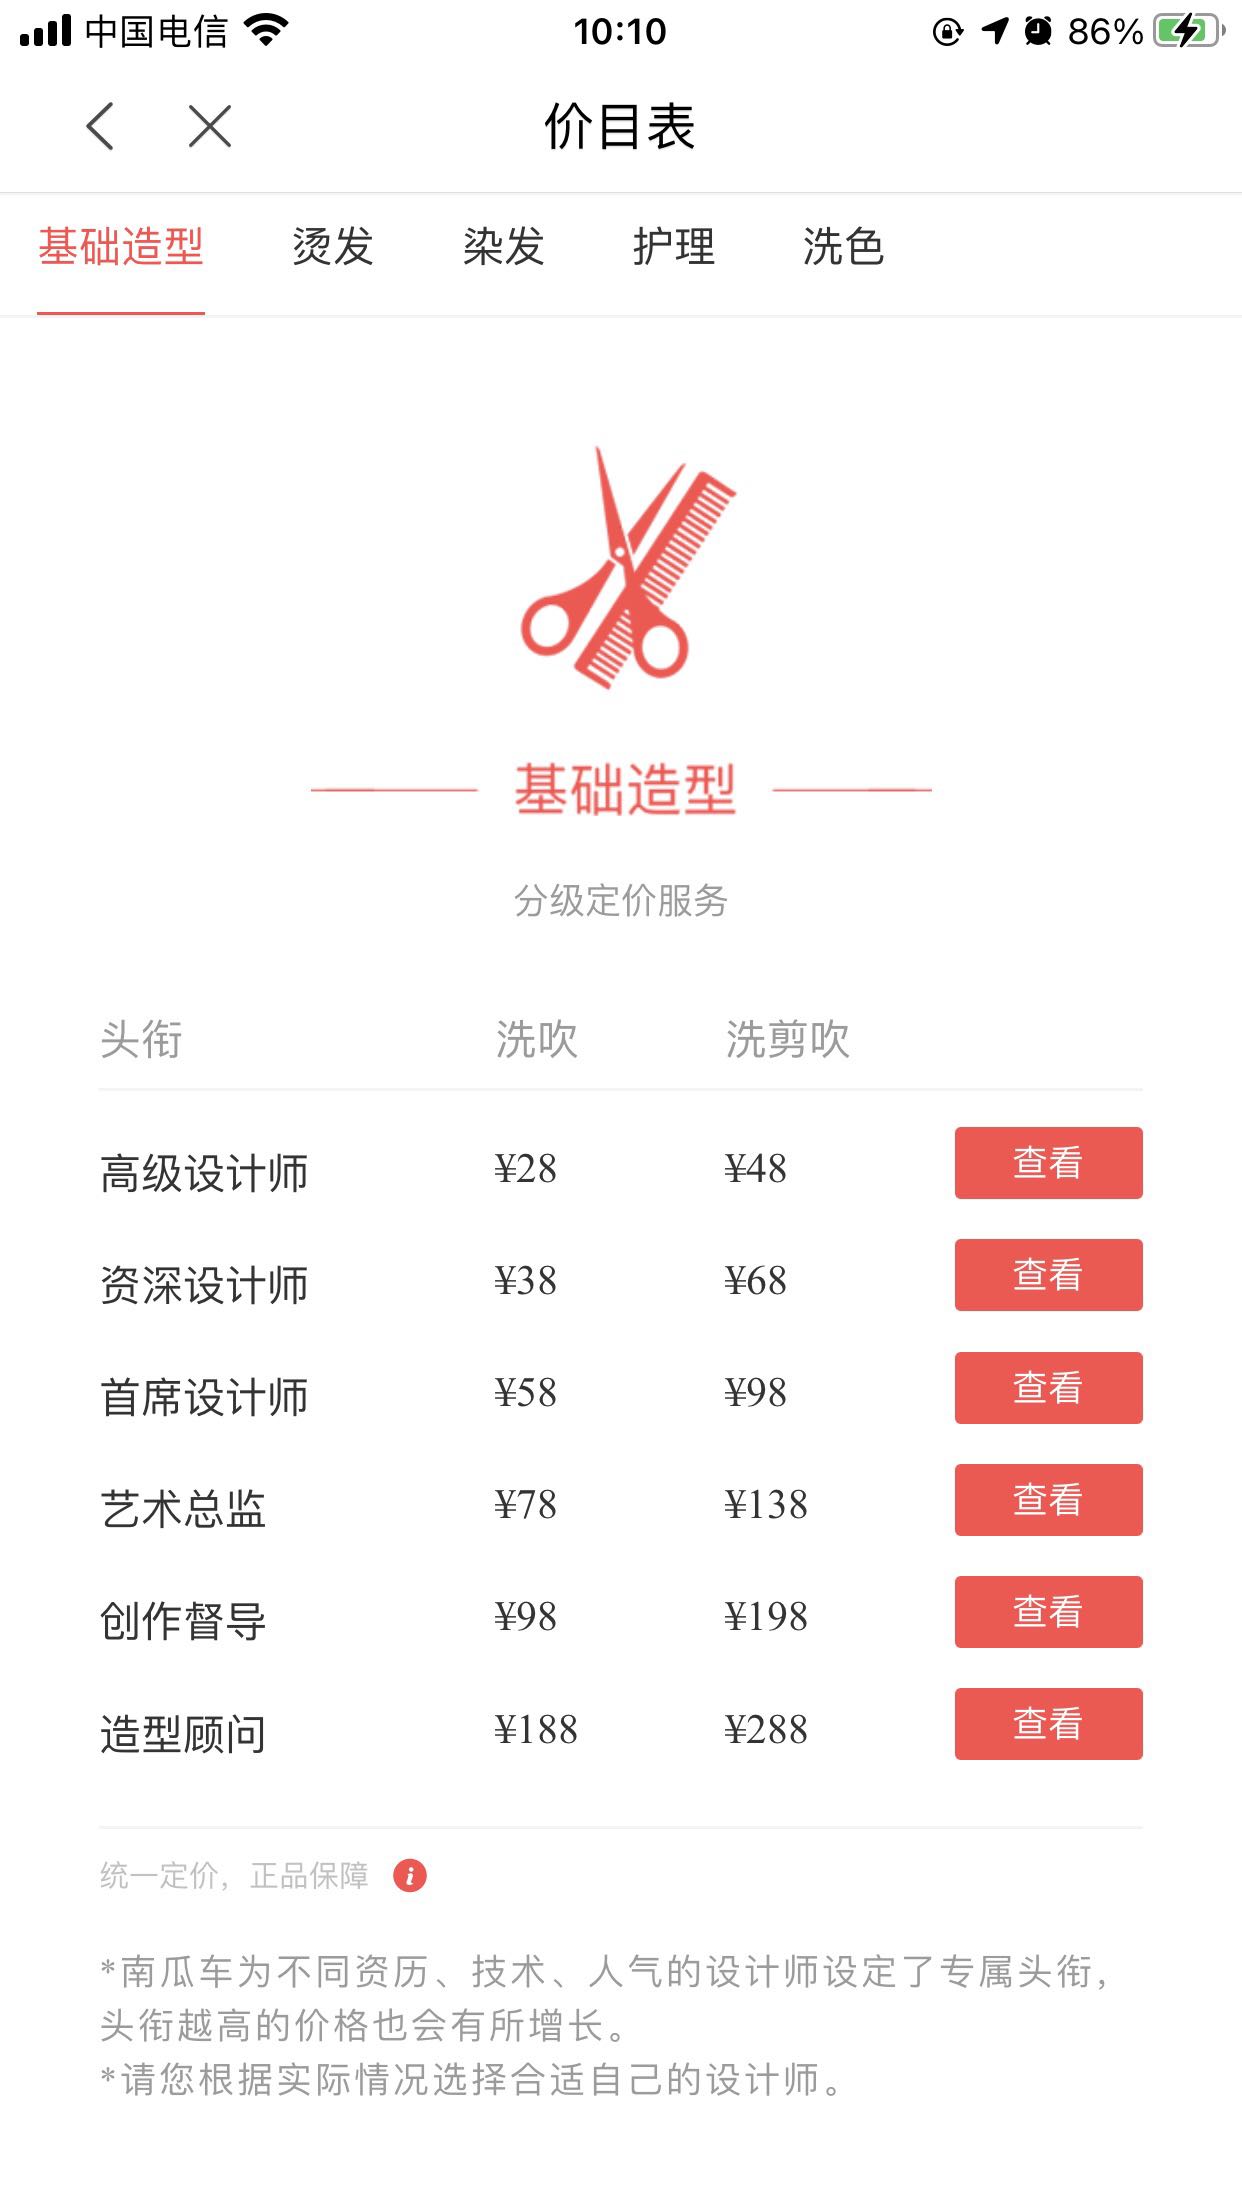 中国电信 10:10 86%
价目表
基础造型 烫发 染发 护理 洗色
基础造型
分级定价服务
头衔 洗吹 洗剪吹
高级设计师 ¥28 ¥48 查看
资深设计师 ¥38 ¥68 查看
首席设计师 ¥58 ¥98 查看
艺术总监 ¥78 ¥138 查看
创作督导 ¥98 ¥198 查看
造型顾问 ¥188 ¥288 查看
统一定价，正品保障 i
*南瓜车为不同资历、技术、人气的设计师设定了专属头衔，
头衔越高的价格也会有所增长。
*请您根据实际情况选择合适自己的设计师。